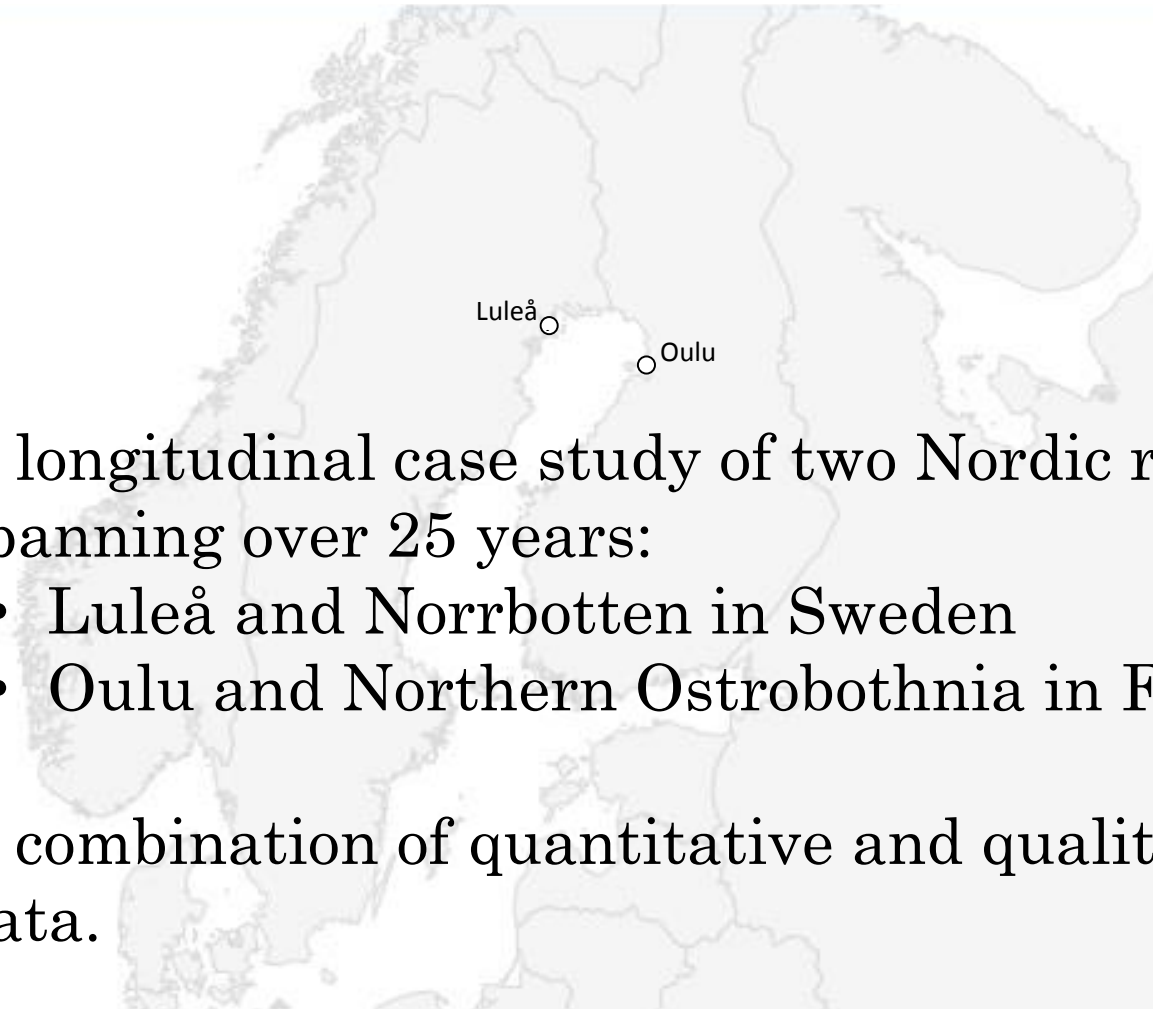 Luleå
Oulu
longitudinal case study of two Nordic r
panning over 25 years:
• Luleå and Norrbotten in Sweden
• Oulu and Northern Ostrobothnia in F
combination of quantitative and qualit
ata.